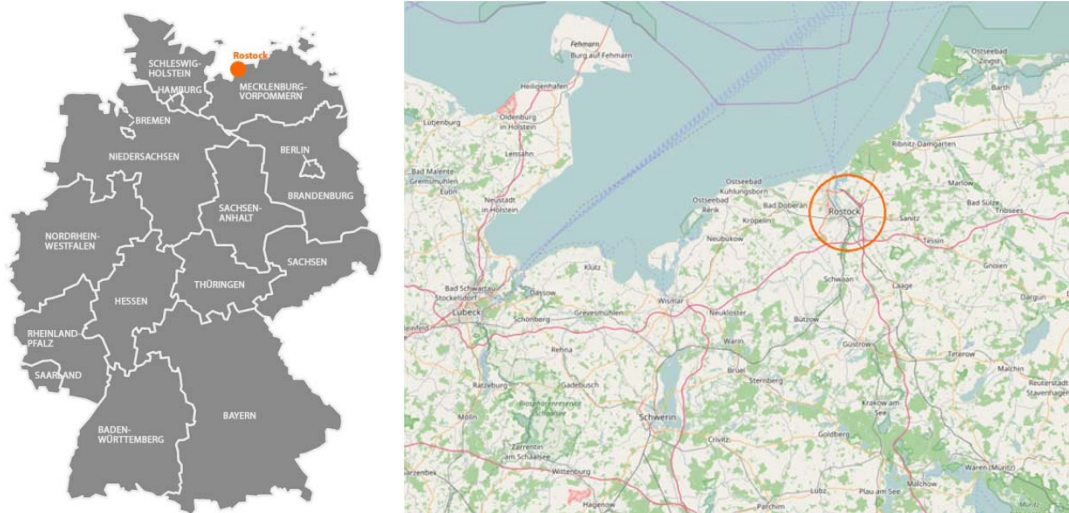 Rostock
SCHLESWIG-
HOLSTEIN
HAMBURG
MECKLENBURG-
VORPOMMERN
BREMEN
NIEDERSACHSEN
BERLIN
BRANDENBURG
SACHSEN-
ANHALT
NORDRHEIN-
WESTFALEN
SACHSEN
THÜRINGEN
HESSEN
RHEINLAND-
PFALZ
SAARLAND
BAYERN
BADEN-
WÜRTTEMBERG
Fehmarn
Burg auf Fehmarn
Ostseebad
Zingst
Heiligenhafen
Barth
Lütjenburg
Oldenburg
in Holstein
Ribnitz-Damgarten
Lensahn
Bad Malente
Gremsmühlen
Eutin
Ostseebad
Kühlungsborn
Marlow
Neustadt
in Holstein
Ostseebad
Rerik
Bad Doberan
Rostock
Bad Sülze
Tribsees
Kröpelin
Sanitz
Neubukow
Tessin
Klütz
Schwaan
Gnoien
Bad Schwartau
Stockelsdorf
Dassow
Wismar
Laage
Dargun
Lübeck
Schönberg
Grevesmühlen
Neukloster
Bützow
Warin
Güstrow
Rehna
Teterow
Brüel
Malchin
Ratzeburg
Gadebusch
Sternberg
Reuterstadt
Stavenhagen
Biosphärenreservat
Schaalsee
Krakow am
See
Mölln
Schwerin
Goldberg
Zarrentin
am Schaalsee
Crivitz
Waren (Müritz)
Wittenburg
Malchow
Lübz
Plau am See
Hagenow
Parchim